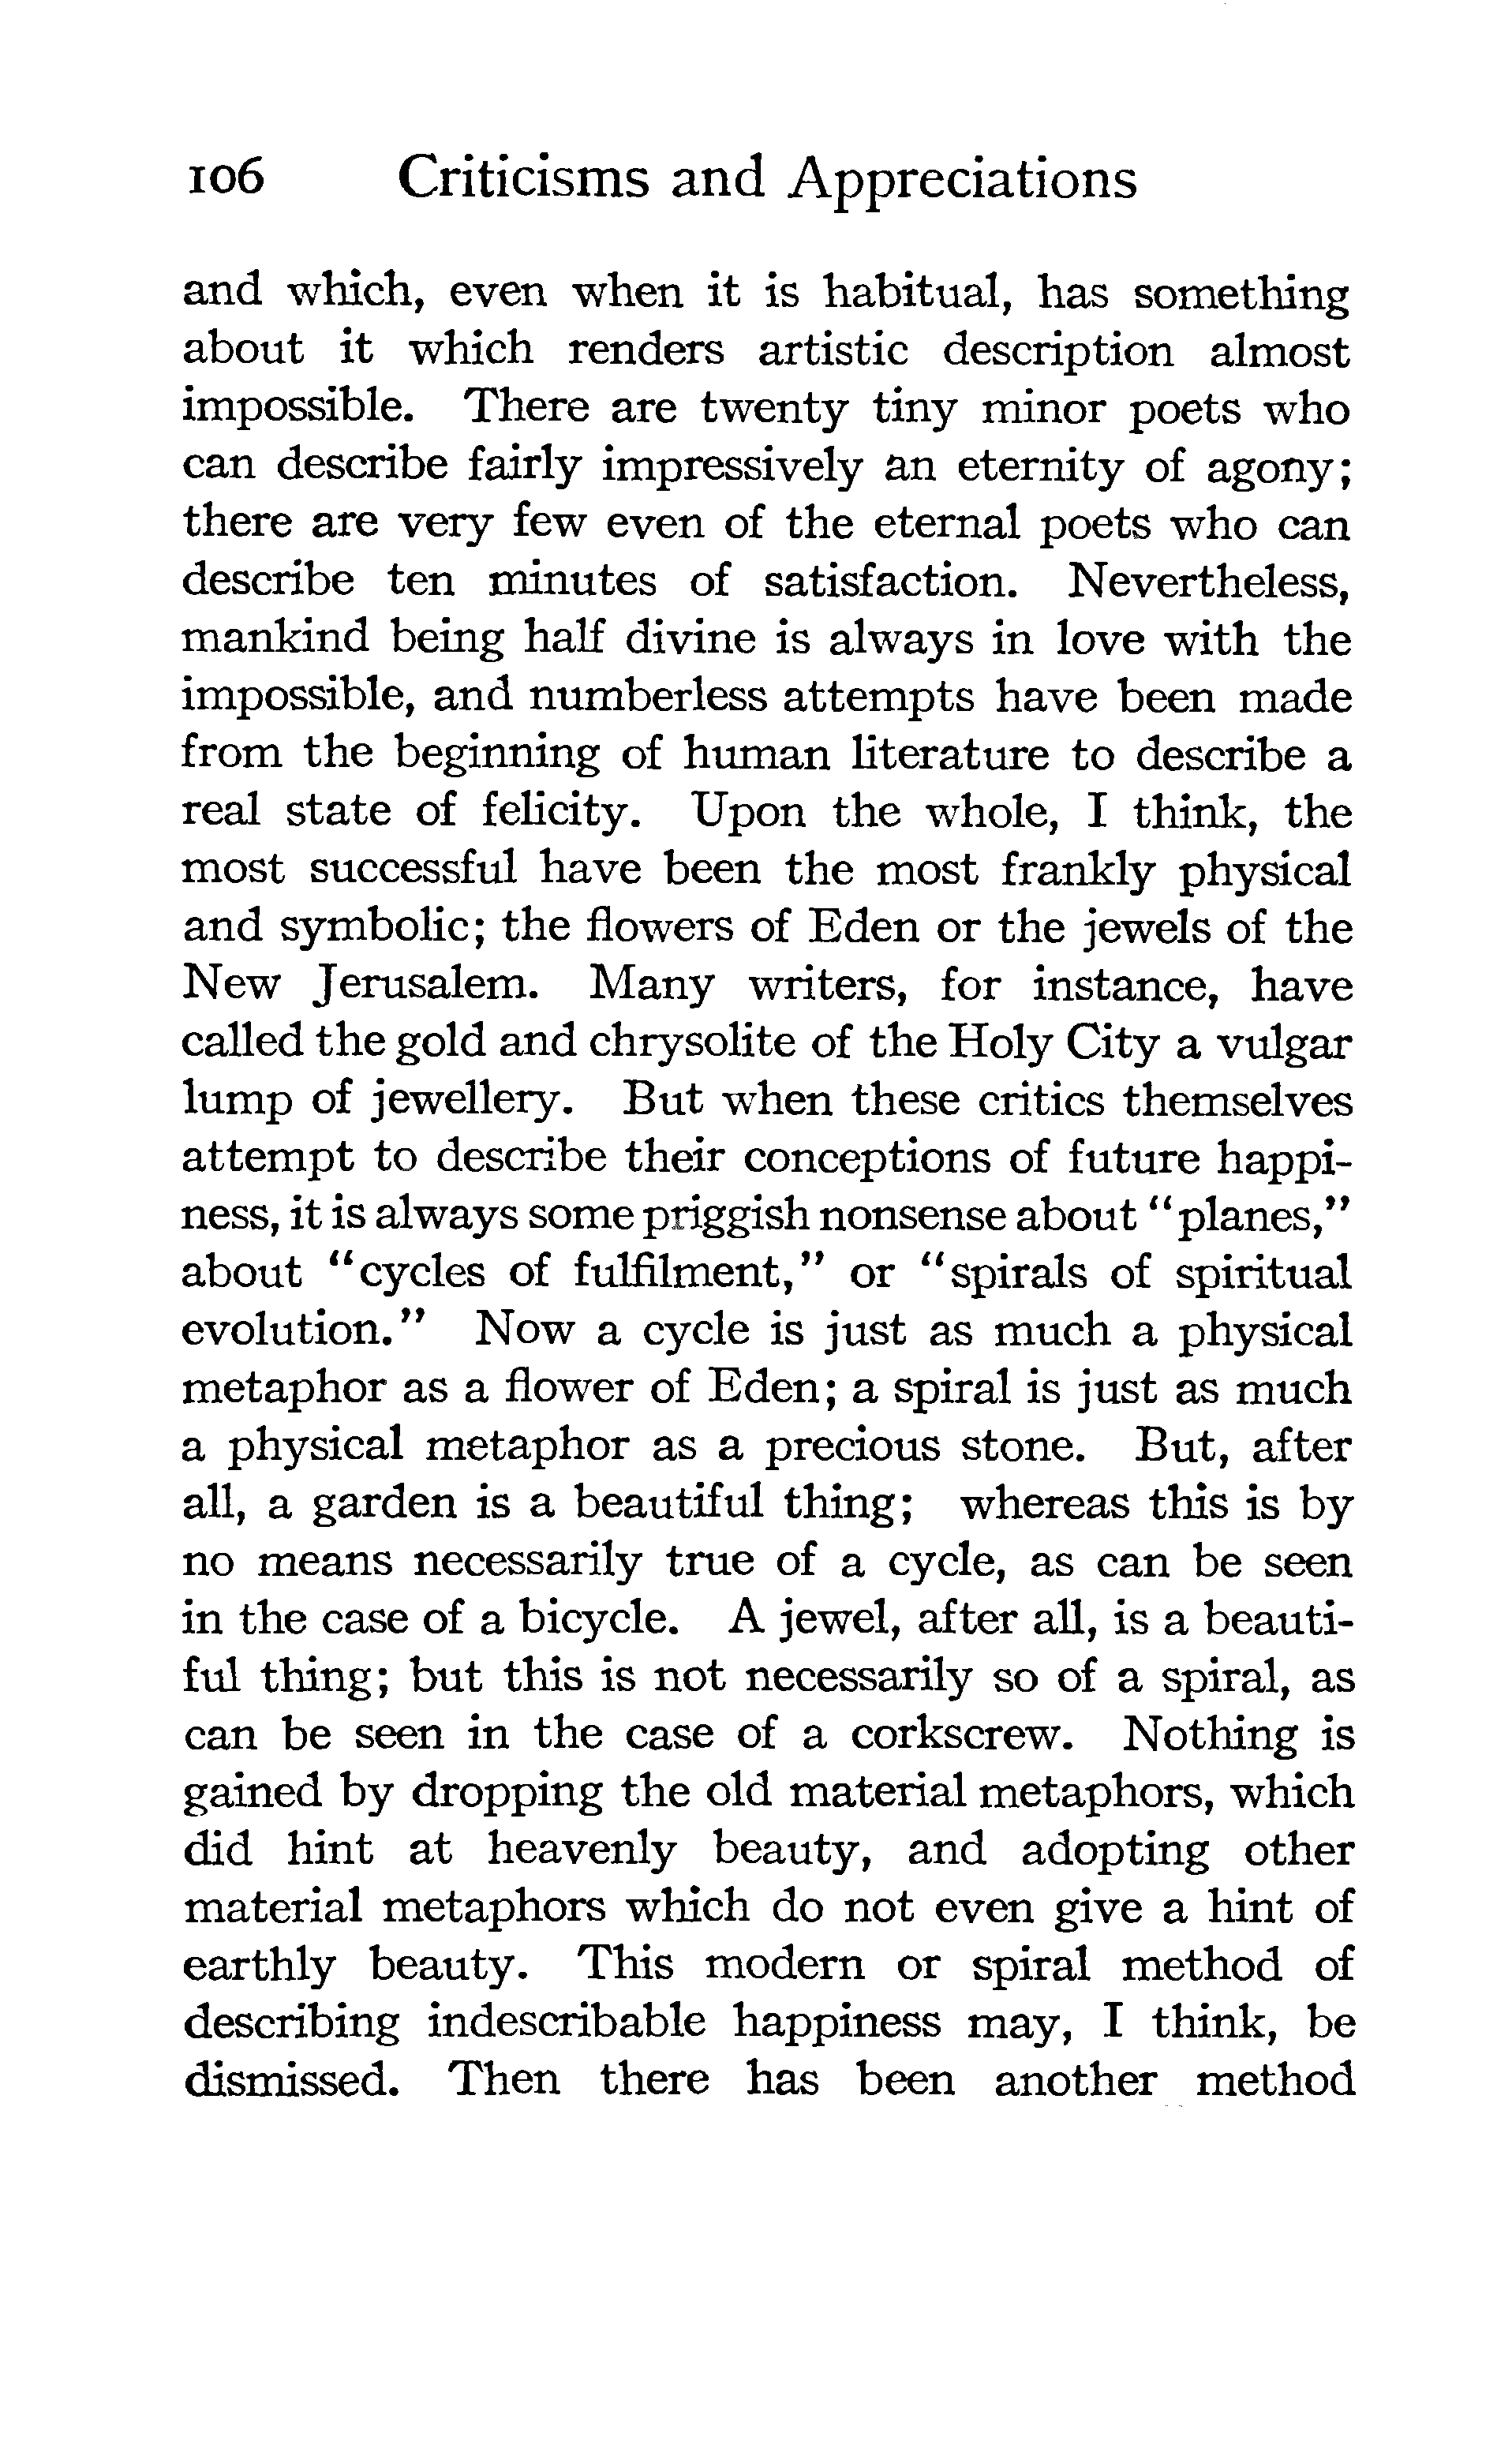 106 Criticisms and Appreciations
and which, even when it is habitual, has something
about it which renders artistic description almost
impossible. There are twenty tiny minor poets who
can describe fairly impressively an eternity of agony;
there are very few even of the eternal poets who can
describe ten minutes of satisfaction. Nevertheless,
mankind being half divine is always in love with the
impossible, and numberless attempts have been made
from the beginning of human literature to describe a
real state of felicity. Upon the whole, I think, the
most successful have been the most frankly physical
and symbolic; the flowers of Eden or the jewels of the
New Jerusalem. Many writers, for instance, have
called the gold and chrysolite of the Holy City a vulgar
lump of jewellery. But when these critics themselves
attempt to describe their conceptions of future happi-
ness, it is always some priggish nonsense about "planes,"
about "cycles of fulfilment," or "spirals of spiritual
evolution." Now a cycle is just as much a physical
metaphor as a flower of Eden; a spiral is just as much
a physical metaphor as a precious stone. But, after
all, a garden is a beautiful thing; whereas this is by
no means necessarily true of a cycle, as can be seen
in the case of a bicycle. A jewel, after all, is a beauti-
ful thing; but this is not necessarily so of a spiral, as
can be seen in the case of a corkscrew. Nothing is
gained by dropping the old material metaphors, which
did hint at heavenly beauty, and adopting other
material metaphors which do not even give a hint of
earthly beauty. This modern or spiral method of
describing indescribable happiness may, I think, be
dismissed. Then there has been another method